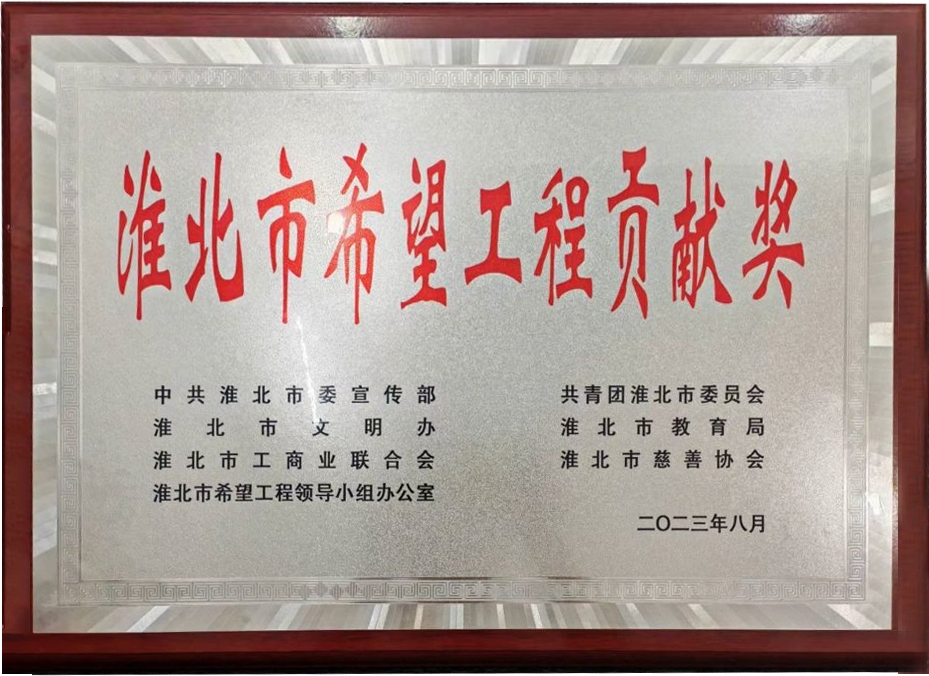 淮北市希望工程贡献奖
中共淮北市委宣传部
共青团淮北市委员会
淮北市文明办
淮北市教育局
淮北市工商业联合会
淮北市慈善协会
淮北市希望工程领导小组办公室
二〇二三年八月